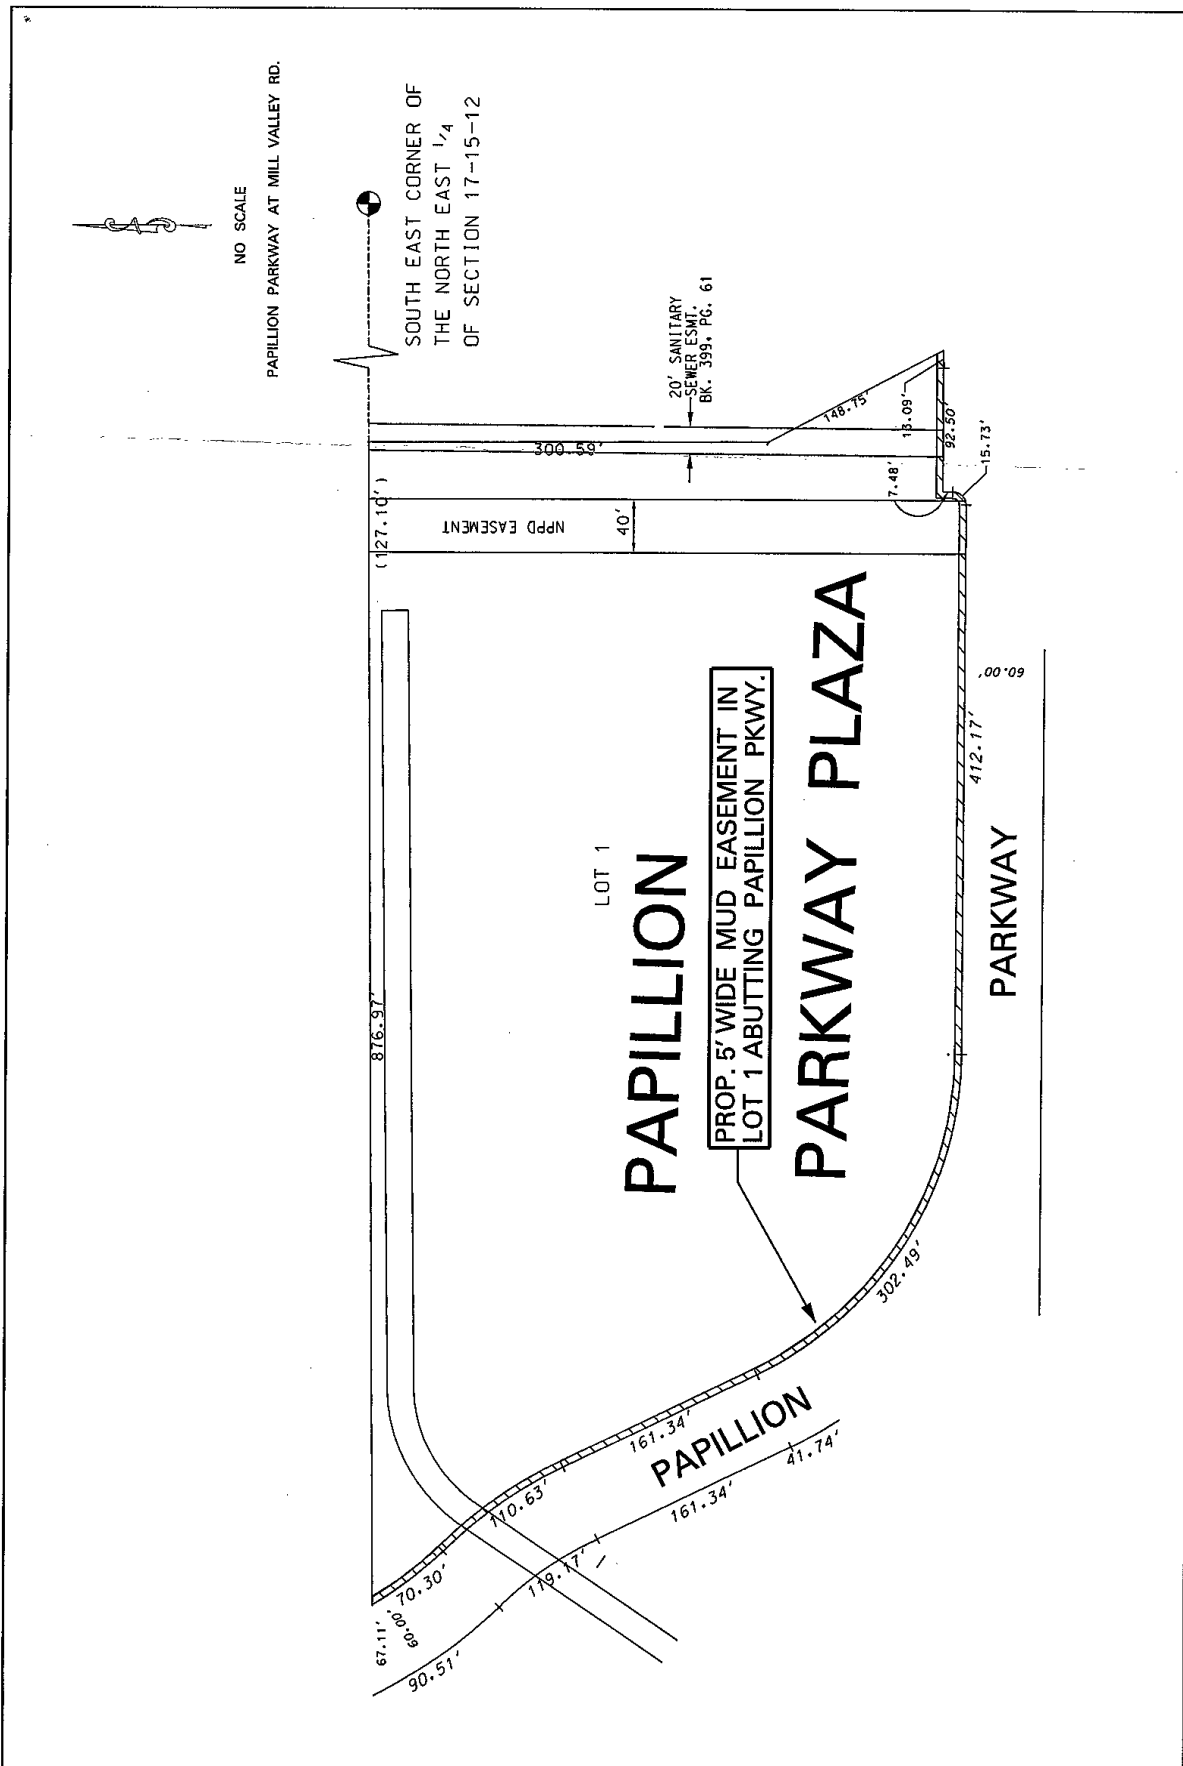 NO SCALE
PAPILLION PARKWAY AT MILL VALLEY RD.
SOUTH EAST CORNER OF
THE NORTH EAST 1/4
OF SECTION 17-15-12
20' SANITARY
SEWER ESMT.
BK. 399, PG. 61
300.59'
148.75'
13.09'
92.50'
15.73'
7.48'
(127.10')
NPPD EASEMENT
40'
876.97'
LOT 1
PAPILLION
PARKWAY PLAZA
PROP. 5' WIDE MUD EASEMENT IN
LOT 1 ABUTTING PAPILLION PKWY.
60.00'
412.17'
PARKWAY
302.49'
161.34'
PAPILLION
41.74'
161.34'
110.63'
119.17'
70.30'
67.11'
60.00'
90.51'